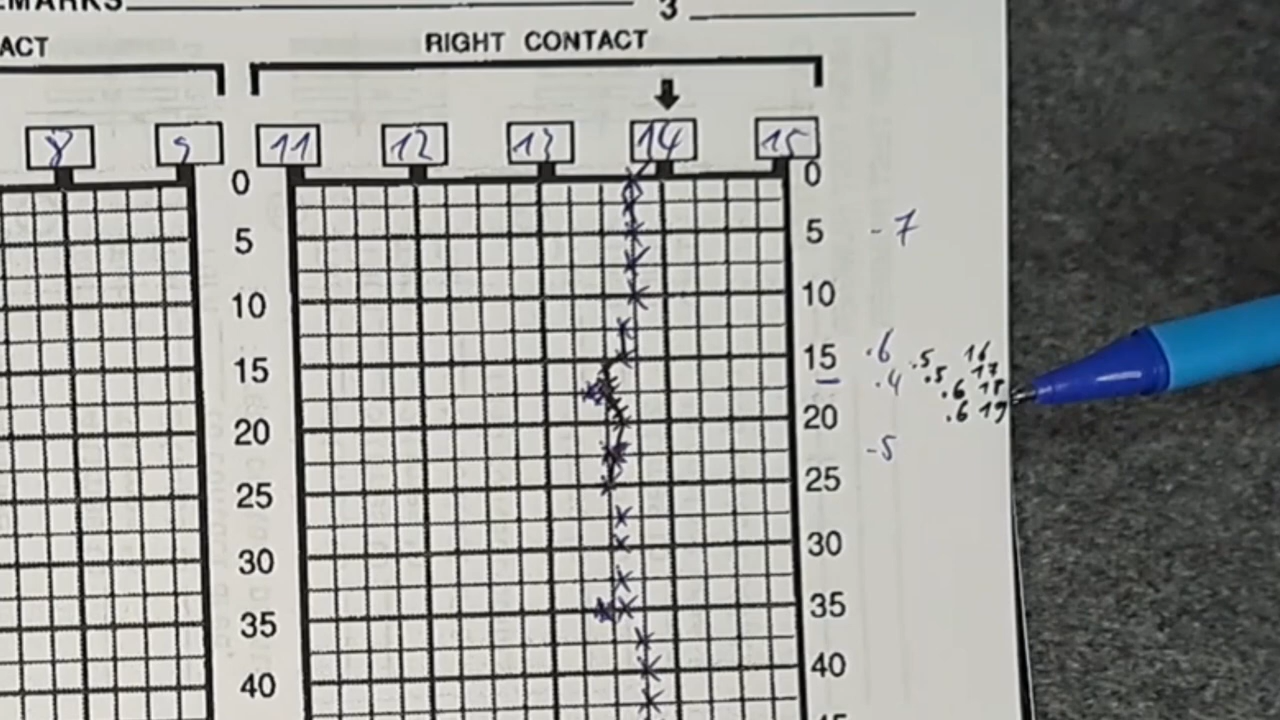 EMARKS
3
ACT
RIGHT CONTACT
8 9 11 12 13 14 15
0 0
5 5 - 7
10 10
15 15 .6 .5 16
.4 .5 17
.6 18
20 20 .6 19
25 25 -5
30 30
35 35
40 40